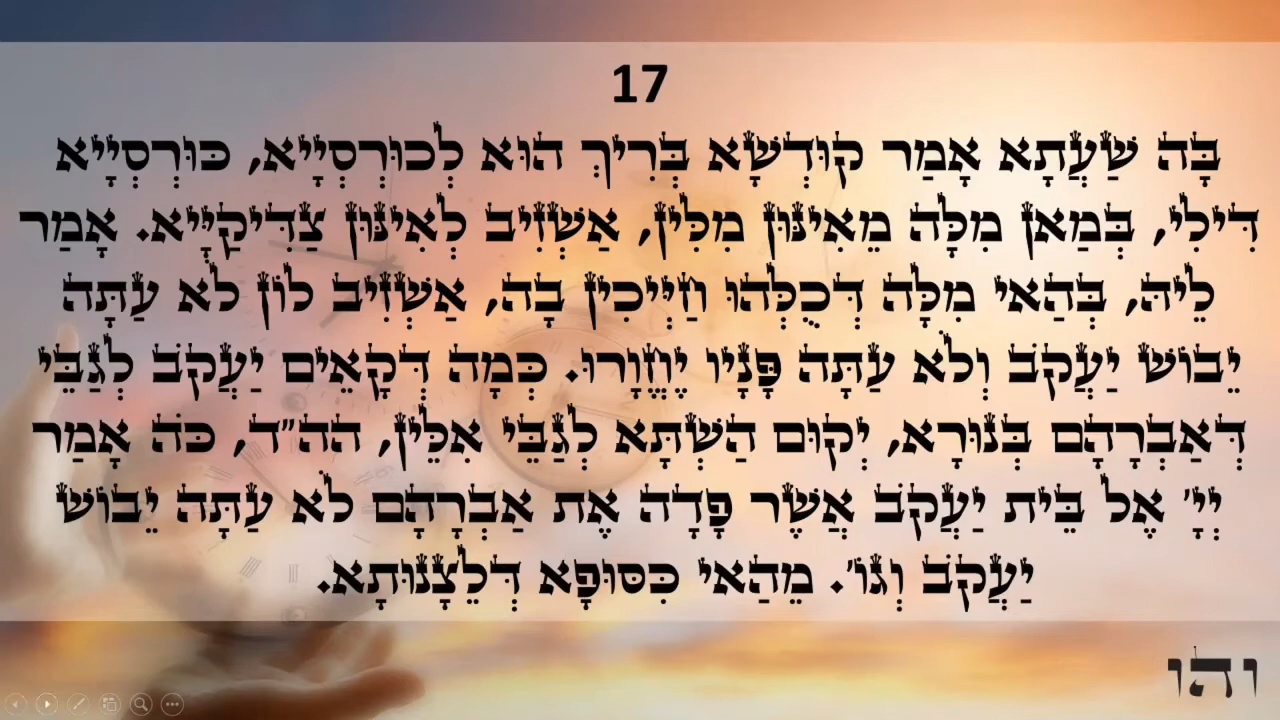 17
בָּהּ שַׁעֲתָא אָמַר קוּדְשָׁא בְּרִיךְ הוּא לְכוּרְסְיָיא, כּוּרְסְיָיא
דִּילִי, בְּמַאן מִלָּה מֵאִינּוּן מִלִּין, אַשְׁזִיב לְאִינּוּן צַדִּיקַיָּיא. אָמַר
לֵיהּ, בְּהַאי מִלָּה דְּכֻלְּהוּ חַיְּיכִין בָּהּ, אַשְׁזִיב לוֹן לֹא עַתָּה
יֵבוֹשׁ יַעֲקֹב וְלֹא עַתָּה פָּנָיו יֶחֱוָרוּ. כְּמָה דְּקָאֵים יַעֲקֹב לְגַבֵּי
דְּאַבְרָהָם בְּנוּרָא, יְקוּם הַשְׁתָּא לְגַבֵּי אִלֵּין, הה"ד, כֹּה אָמַר
יְיָ' אֶל בֵּית יַעֲקֹב אֲשֶׁר פָּדָה אֶת אַבְרָהָם לֹא עַתָּה יֵבוֹשׁ
יַעֲקֹב וְגוֹ'. מֵהַאי כִּסּוּפָא דְּלֵצָנוּתָא.
והו